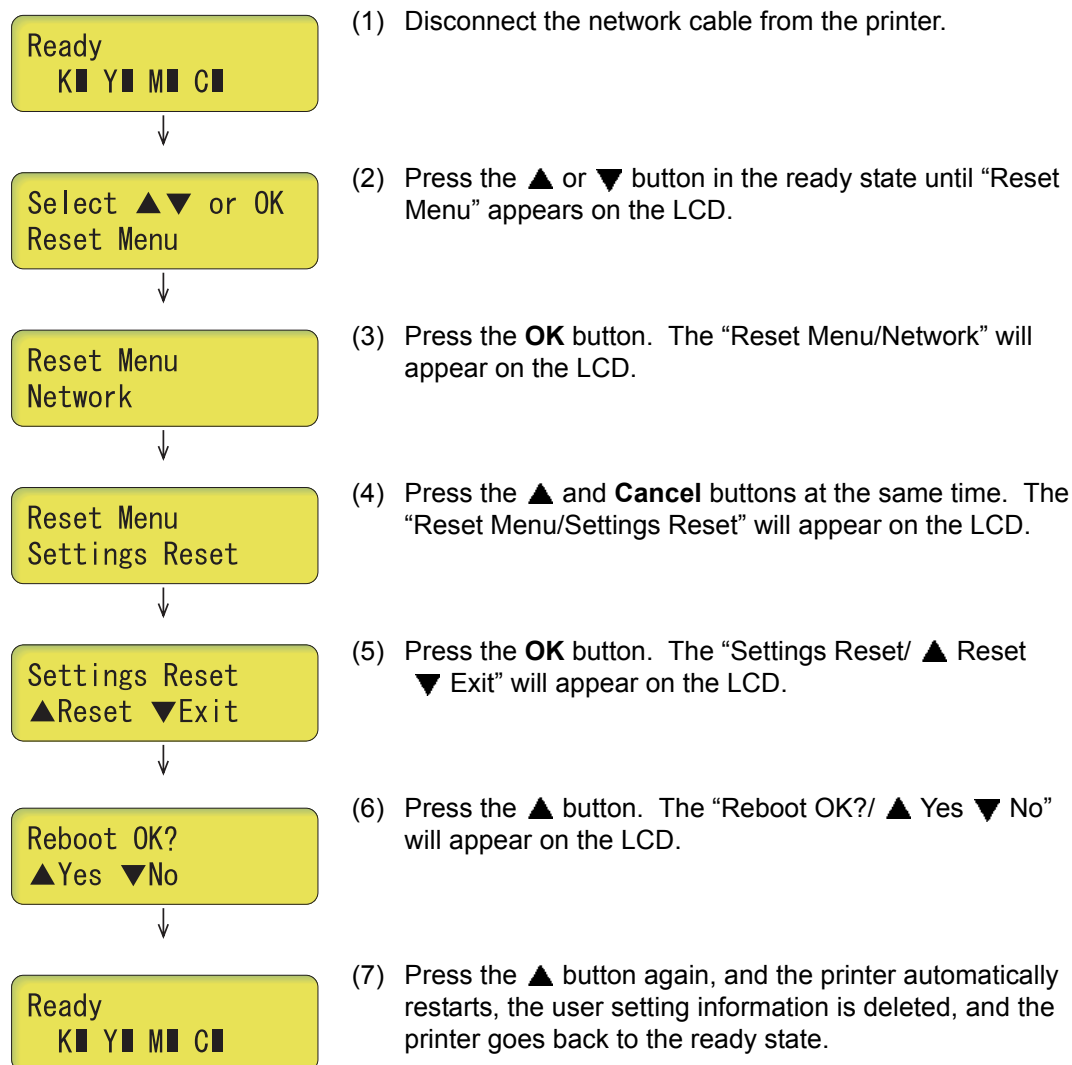 Ready
K▮ Y▮ M▮ C▮
(1) Disconnect the network cable from the printer.
↓
Select ▲▼ or OK
Reset Menu
(2) Press the ▲ or ▼ button in the ready state until “Reset
Menu” appears on the LCD.
↓
Reset Menu
Network
(3) Press the OK button. The “Reset Menu/Network” will
appear on the LCD.
↓
Reset Menu
Settings Reset
(4) Press the ▲ and Cancel buttons at the same time. The
“Reset Menu/Settings Reset” will appear on the LCD.
↓
Settings Reset
▲Reset ▼Exit
(5) Press the OK button. The “Settings Reset/ ▲ Reset
▼ Exit” will appear on the LCD.
↓
Reboot OK?
▲Yes ▼No
(6) Press the ▲ button. The “Reboot OK?/ ▲ Yes ▼ No”
will appear on the LCD.
↓
Ready
K▮ Y▮ M▮ C▮
(7) Press the ▲ button again, and the printer automatically
restarts, the user setting information is deleted, and the
printer goes back to the ready state.